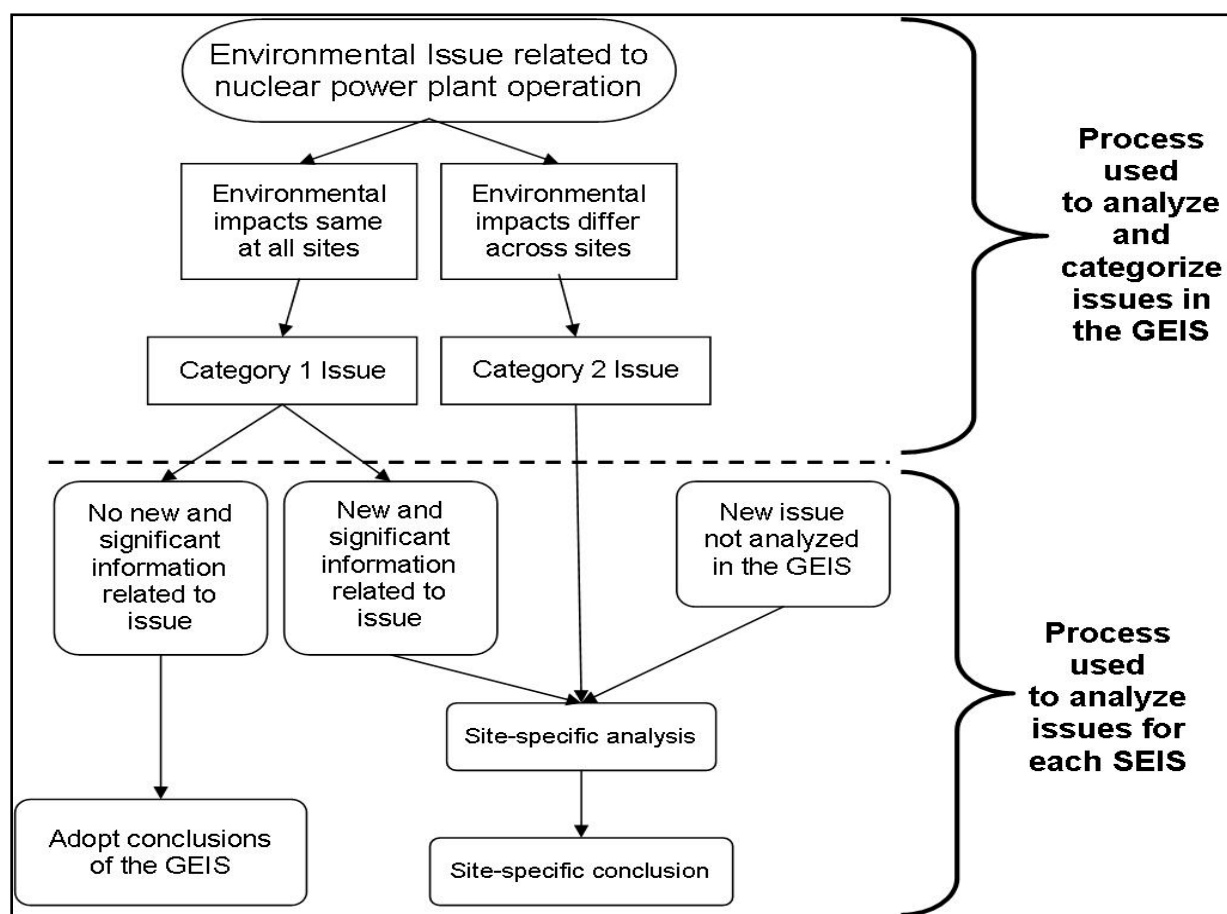 Environmental Issue related to
nuclear power plant operation
Environmental
impacts same
at all sites
Environmental
impacts differ
across sites
Category 1 Issue
Category 2 Issue
Process
used
to analyze
and
categorize
issues in
the GEIS
No new and
significant
information
related to
issue
New and
significant
information
related to
issue
New issue
not analyzed
in the GEIS
Site-specific analysis
Adopt conclusions
of the GEIS
Site-specific conclusion
Process
used
to analyze
issues for
each SEIS